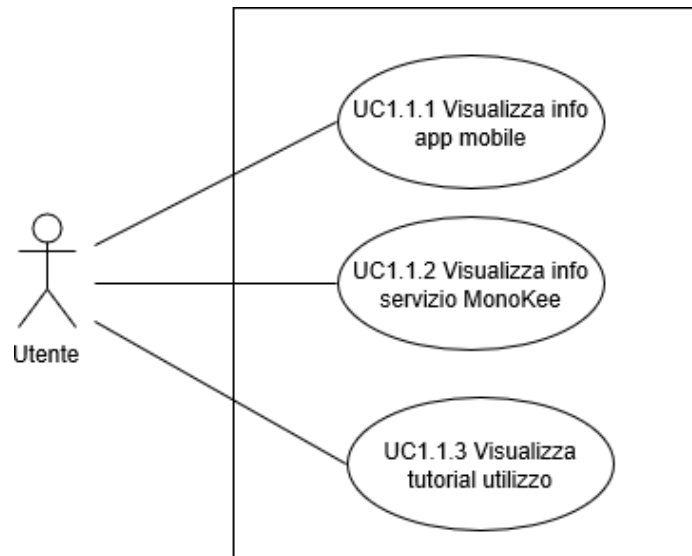 UC1.1.1 Visualizza info
app mobile
UC1.1.2 Visualizza info
servizio MonoKee
Utente
UC1.1.3 Visualizza
tutorial utilizzo